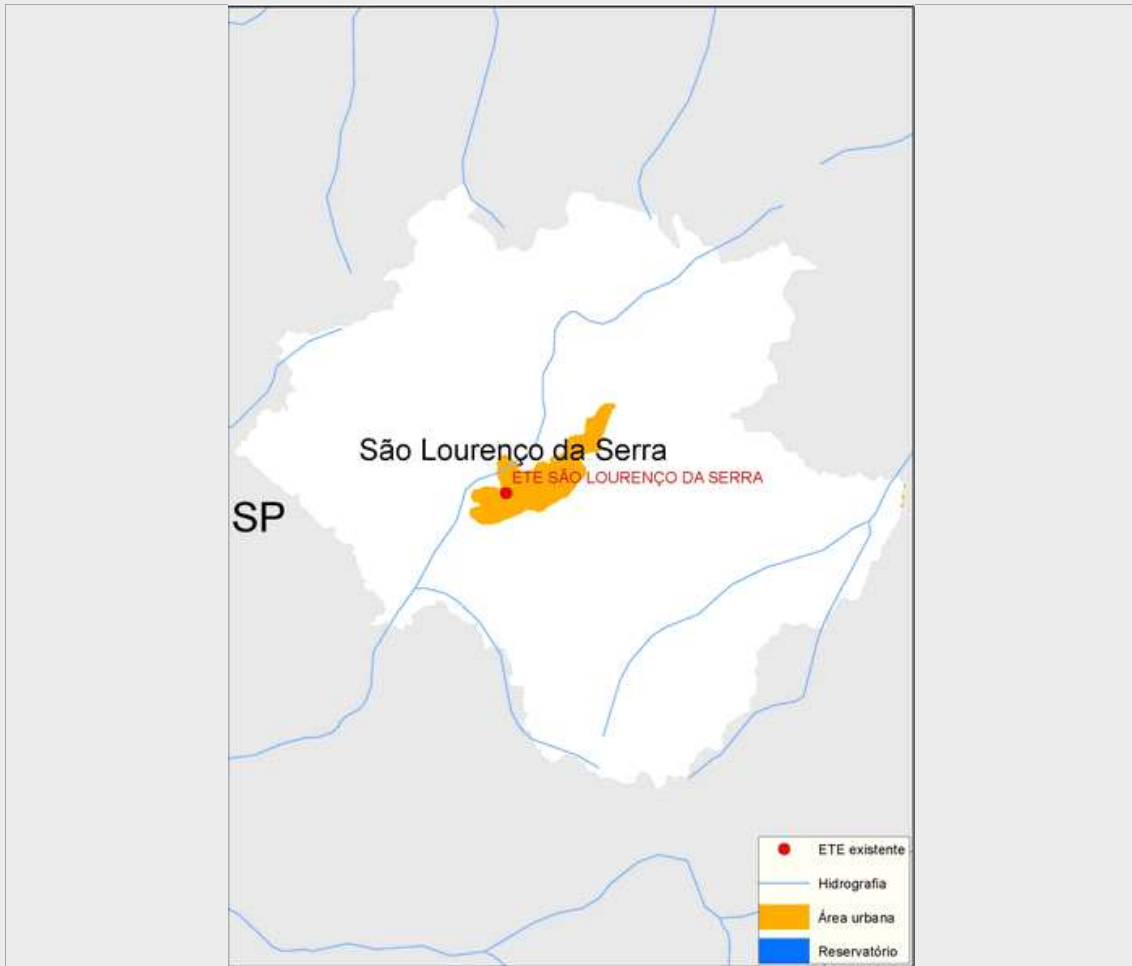 São Lourenço da Serra
ETE SÃO LOURENÇO DA SERRA
SP
ETE existente
Hidrografia
Área urbana
Reservatório